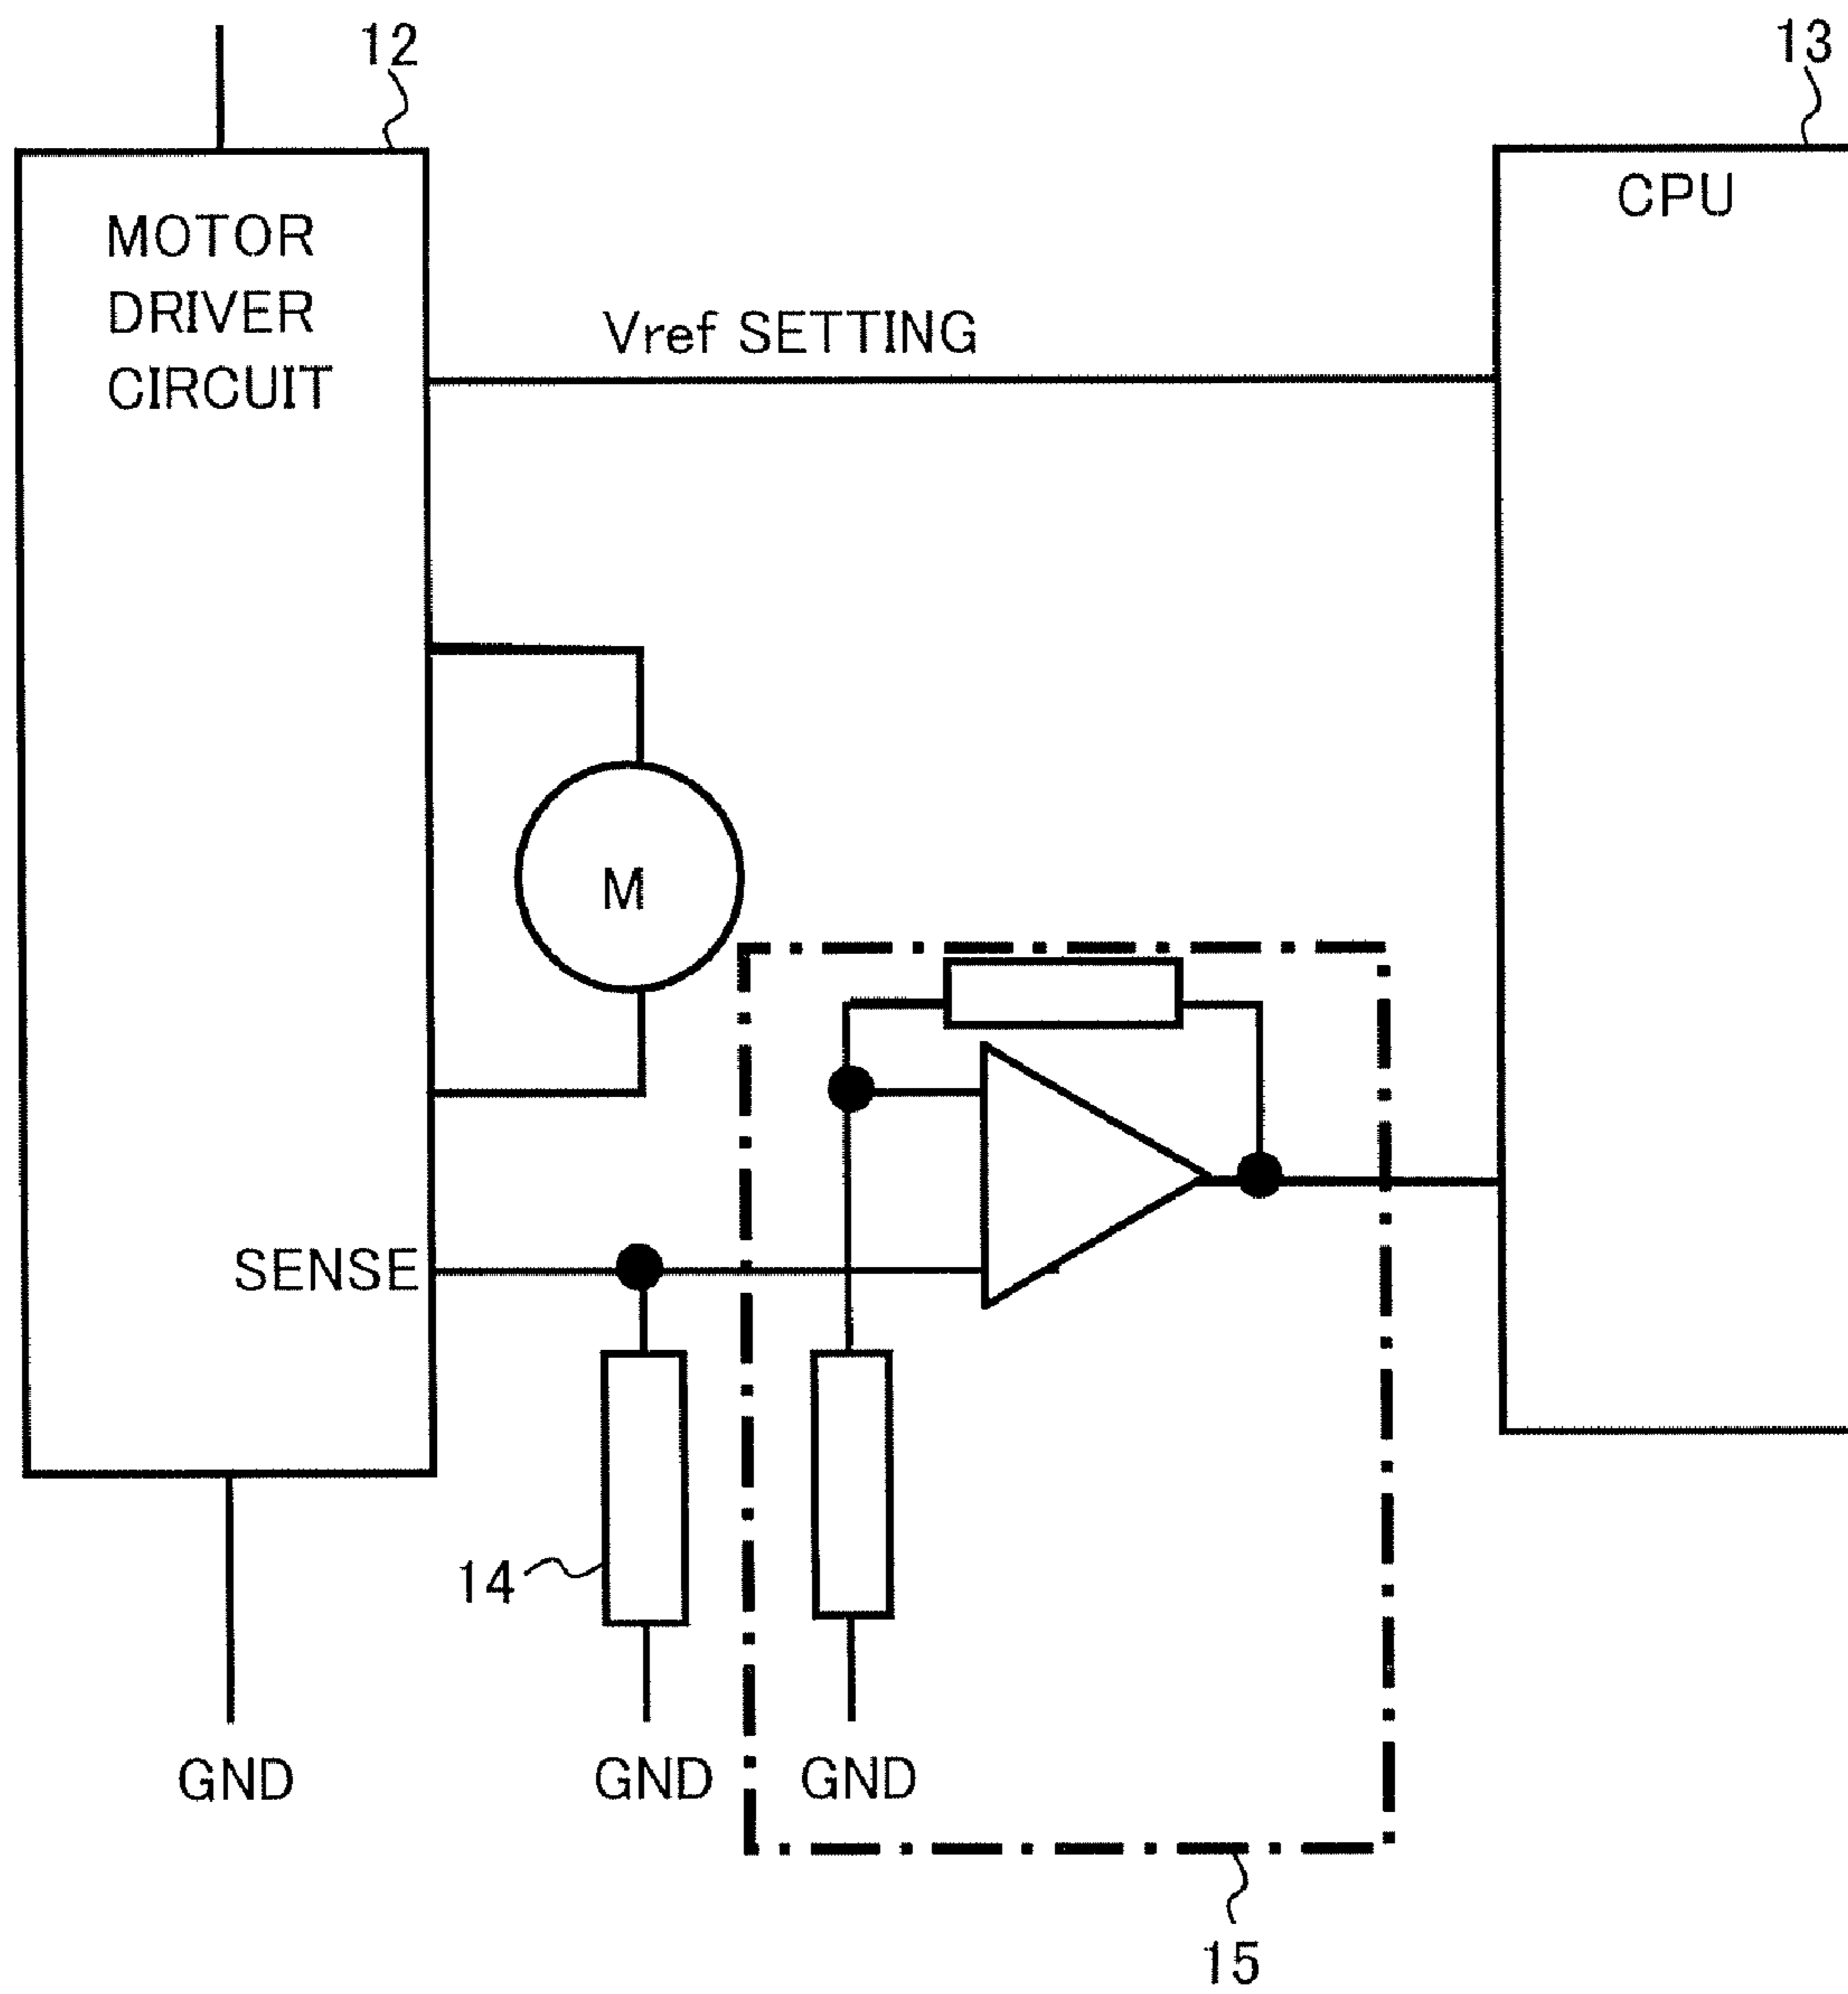 12
13
MOTOR
DRIVER
CIRCUIT
CPU
Vref SETTING
M
SENSE
14
GND
GND
GND
15